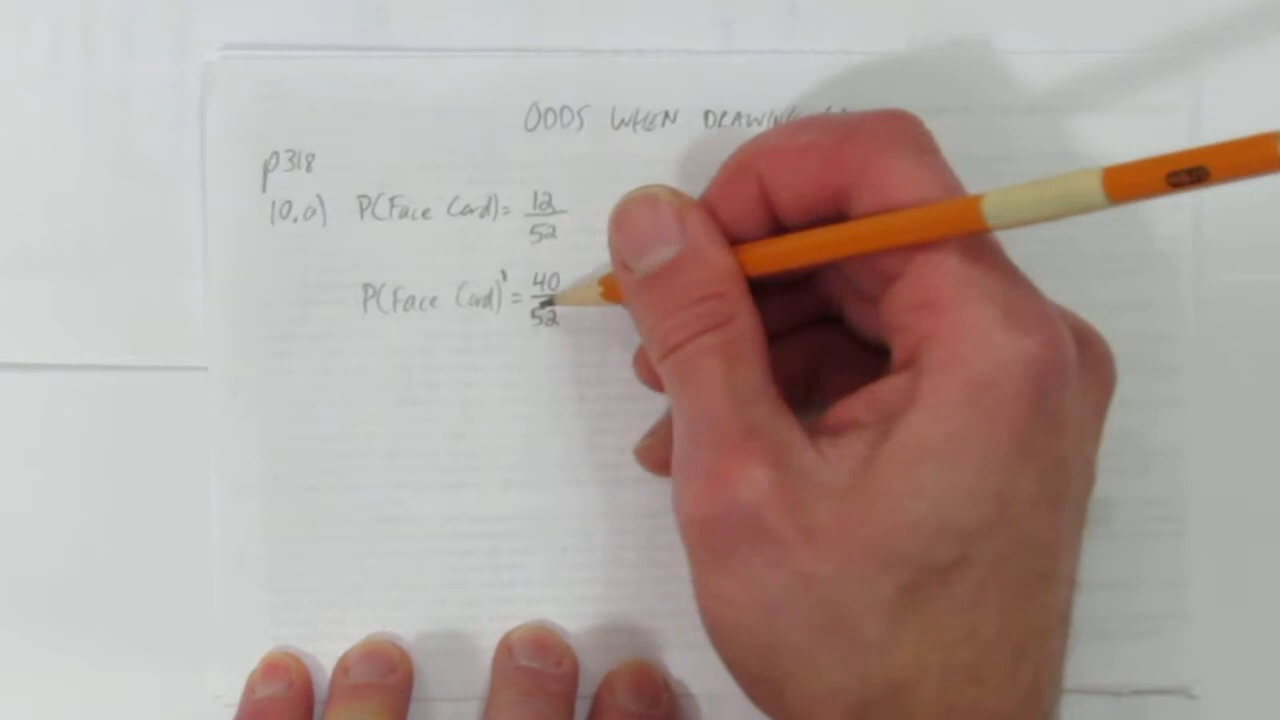 ODDS WHEN DRAWING
p318
10.a) P(Face Card) = 12/52
P(Face Card)' = 40/52